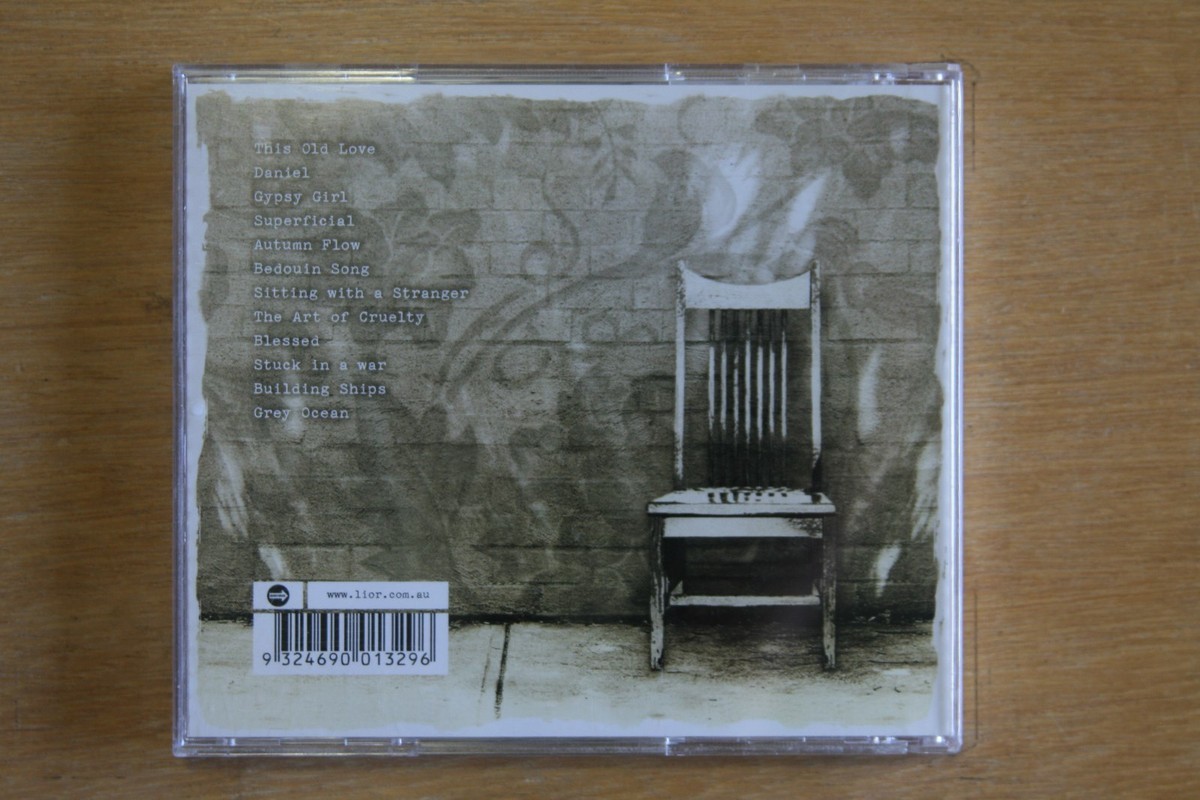 This Old Love
Daniel
Gypsy Girl
Superficial
Autumn Flow
Bedouin Song
Sitting with a Stranger
The Art of Cruelty
Blessed
Stuck in a war
Building Ships
Grey Ocean
www.lior.com.au
9 324690 013296